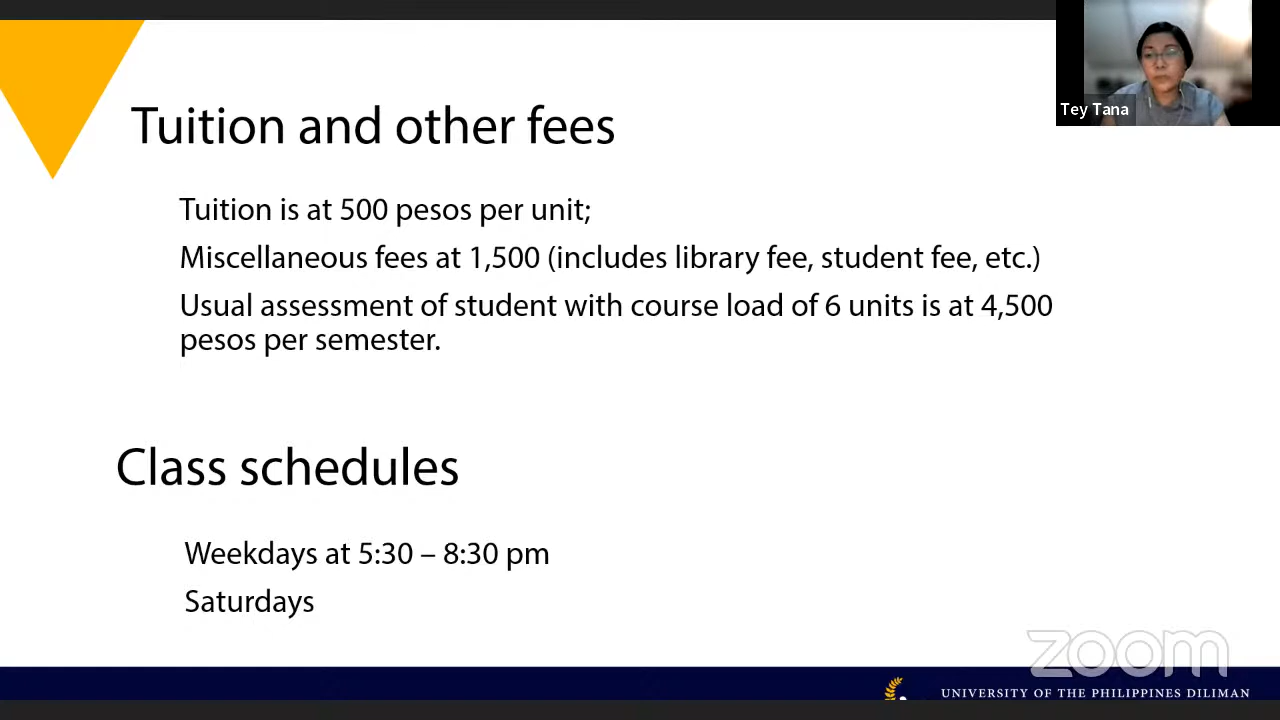 Tey Tana
Tuition and other fees
Tuition is at 500 pesos per unit;
Miscellaneous fees at 1,500 (includes library fee, student fee, etc.)
Usual assessment of student with course load of 6 units is at 4,500
pesos per semester.
Class schedules
Weekdays at 5:30 – 8:30 pm
Saturdays
zoom
UNIVERSITY OF THE PHILIPPINES DILIMAN